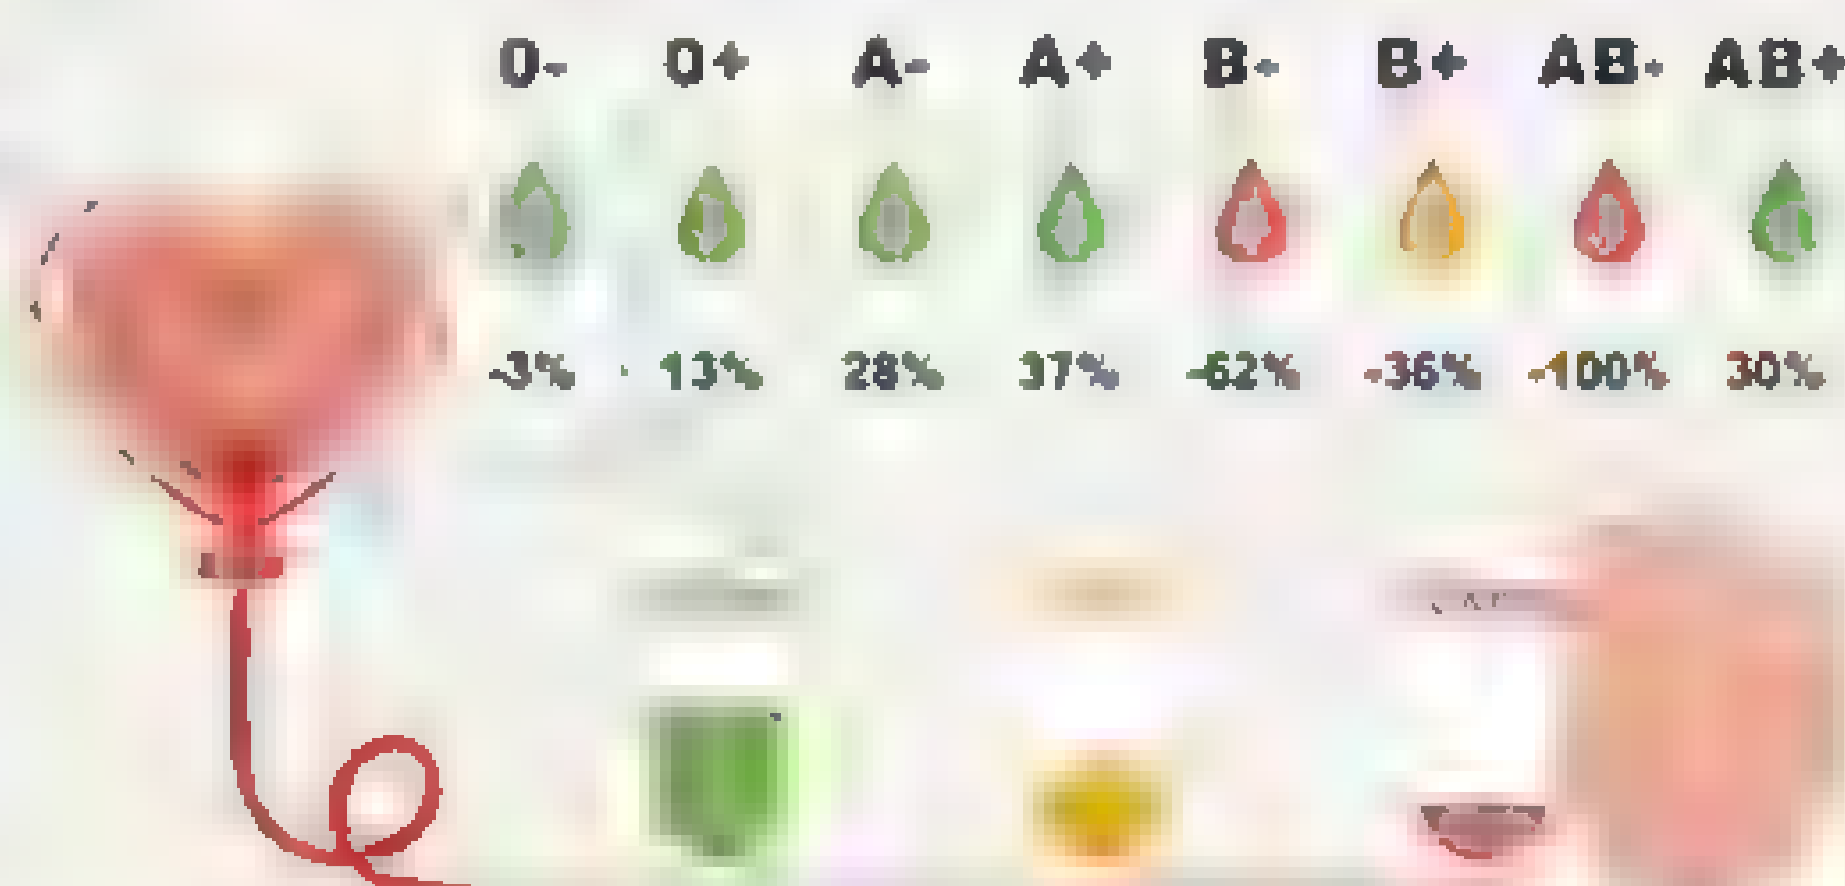 0- 0+ A- A+ B- B+ AB- AB+
-3% 13% 28% 37% -62% -36% -100% 30%